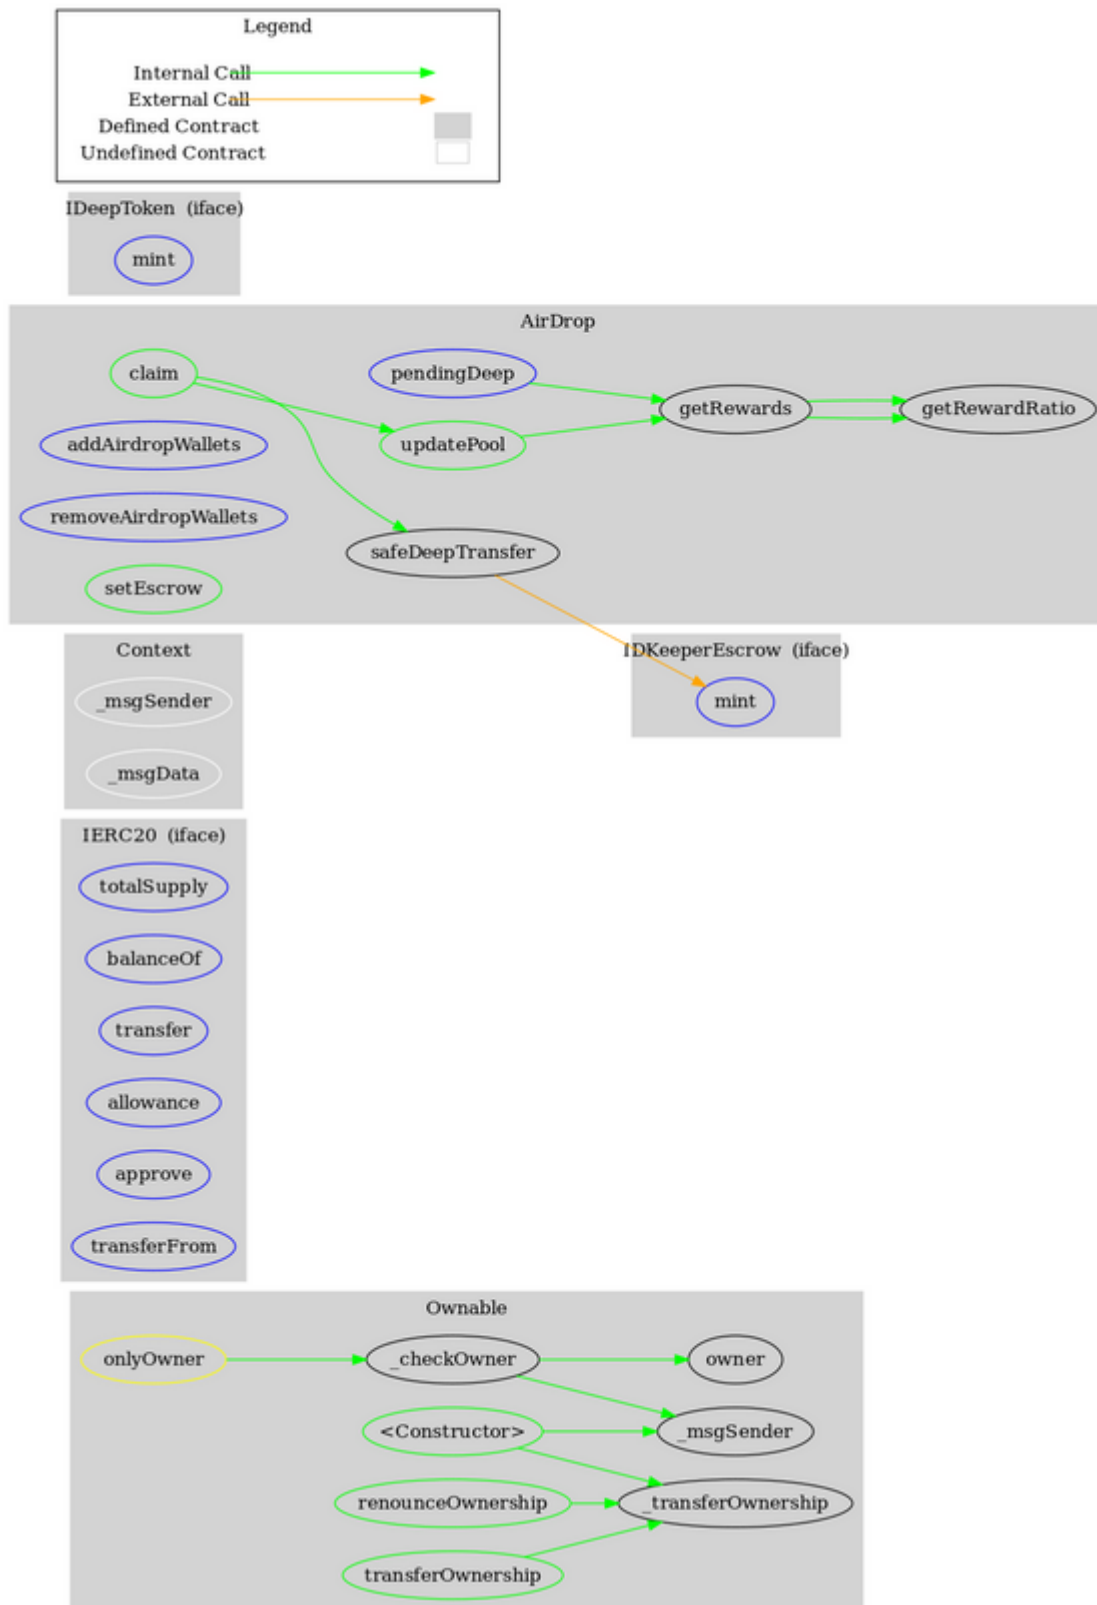 Legend
Internal Call
External Call
Defined Contract
Undefined Contract
IDeepToken (iface)
mint
AirDrop
claim
pendingDeep
getRewards
getRewardRatio
addAirdropWallets
updatePool
removeAirdropWallets
safeDeepTransfer
setEscrow
Context
_msgSender
_msgData
IDKeeperEscrow (iface)
mint
IERC20 (iface)
totalSupply
balanceOf
transfer
allowance
approve
transferFrom
Ownable
onlyOwner
_checkOwner
owner
<Constructor>
_msgSender
renounceOwnership
_transferOwnership
transferOwnership